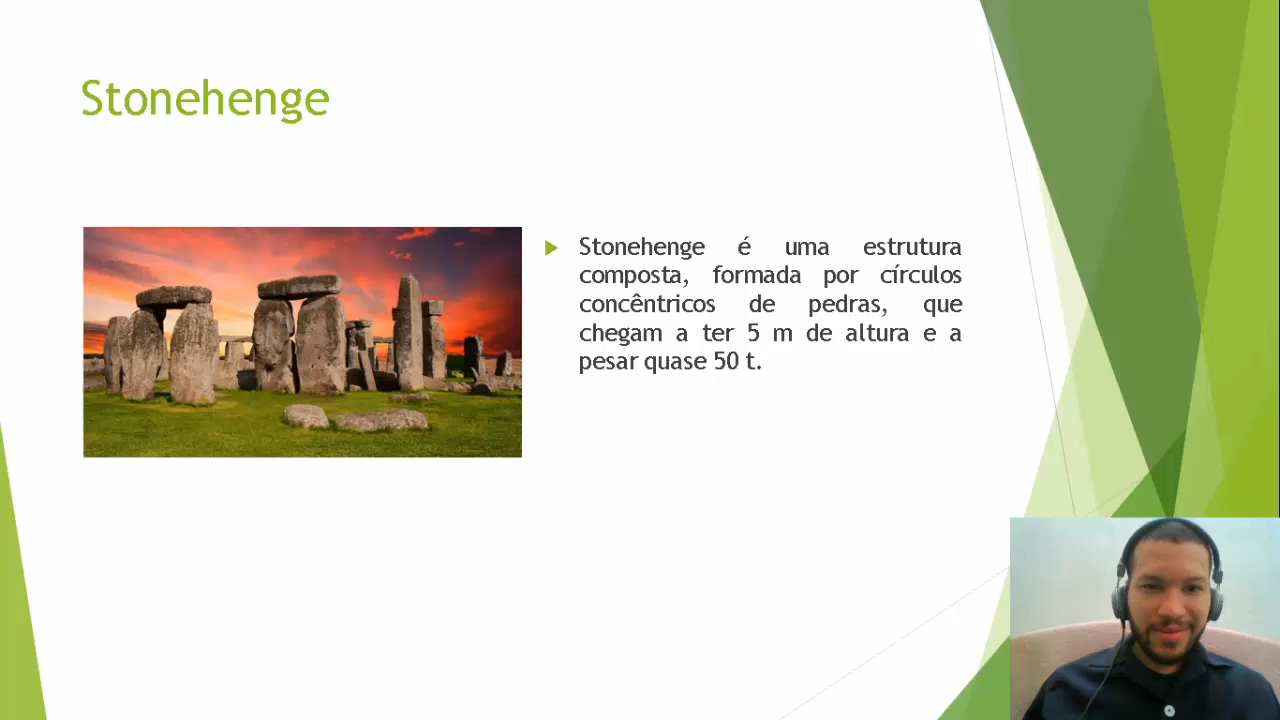 Stonehenge
Stonehenge é uma estrutura
composta, formada por círculos
concêntricos de pedras, que
chegam a ter 5 m de altura e a
pesar quase 50 t.